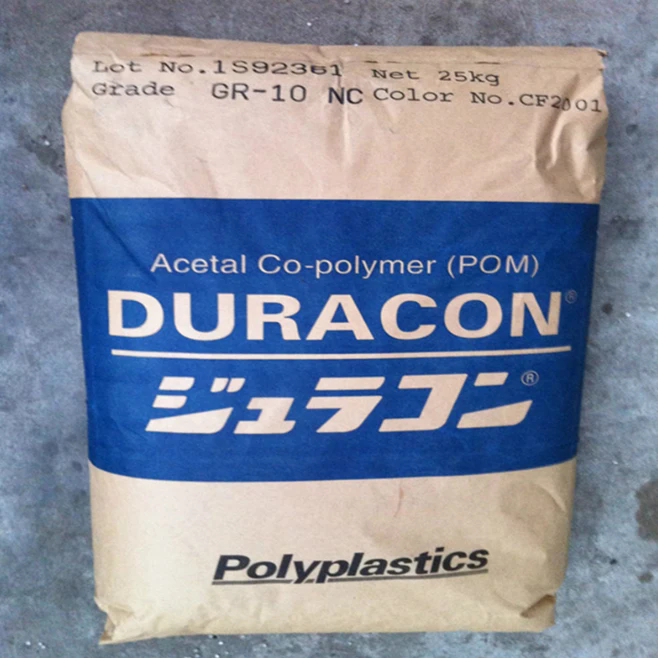 Lot No.1S92361 Net 25kg
Grade GR-10 NC Color No.CF2001
Acetal Co-polymer (POM)
DURACON®
ジュラコン®
Polyplastics